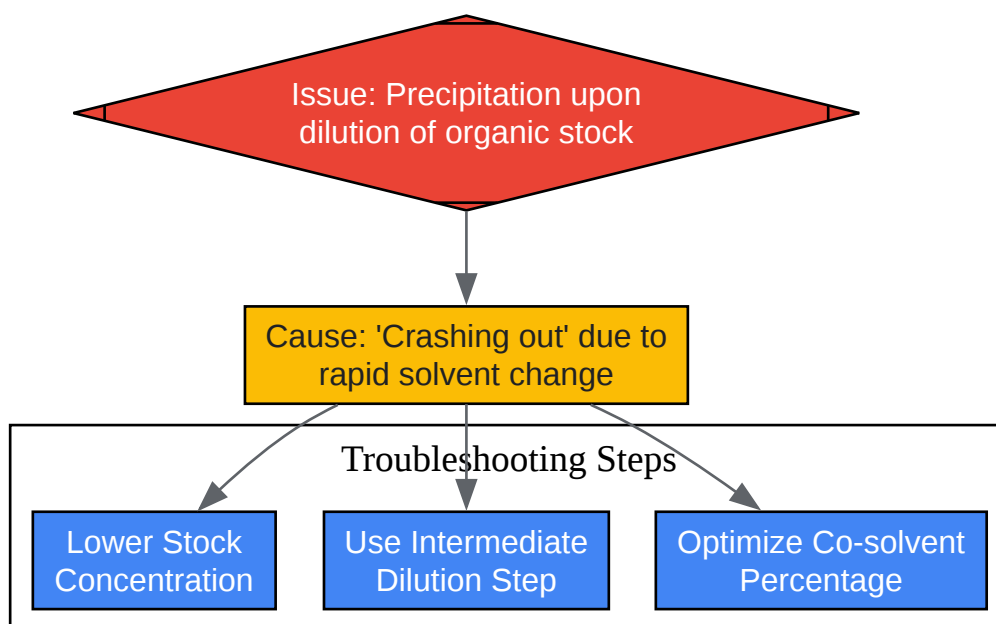 Issue: Precipitation upon
dilution of organic stock
Cause: 'Crashing out' due to
rapid solvent change
Troubleshooting Steps
Lower Stock
Concentration
Use Intermediate
Dilution Step
Optimize Co-solvent
Percentage